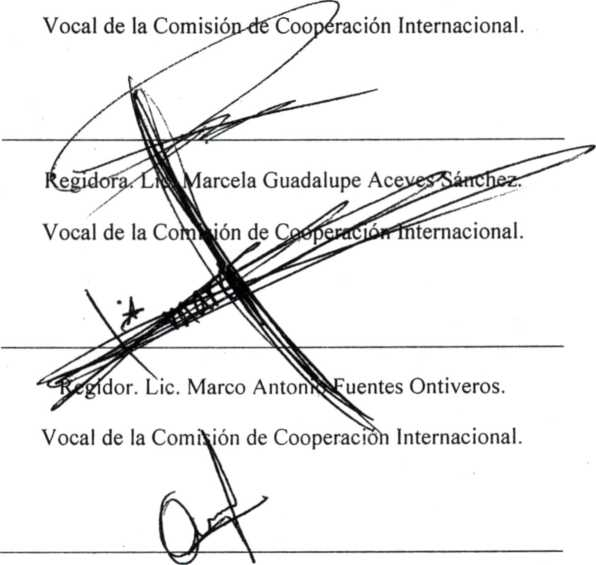 Vocal de la Comisión de Cooperación Internacional.
Regidora. Lic. Marcela Guadalupe Aceves Sánchez.
Vocal de la Comisión de Cooperación Internacional.
Regidor. Lic. Marco Antonio Fuentes Ontiveros.
Vocal de la Comisión de Cooperación Internacional.